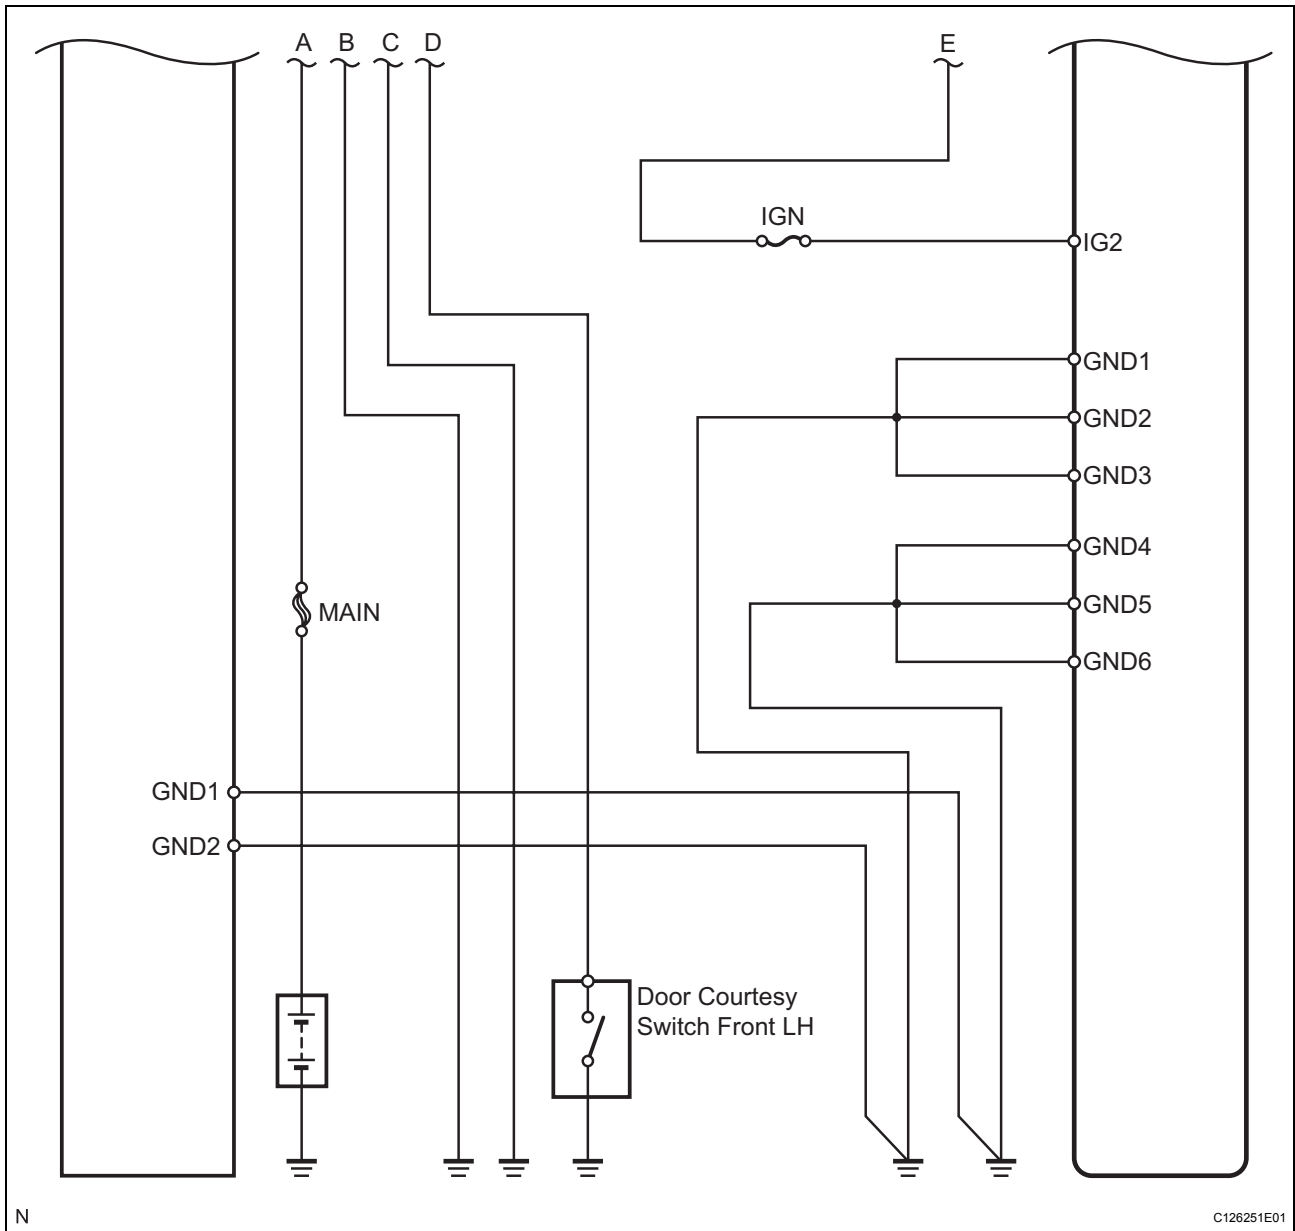 A B C D E
IGN
IG2
GND1
GND2
GND3
GND4
GND5
MAIN
GND6
GND1
GND2
Door Courtesy
Switch Front LH
N
C126251E01